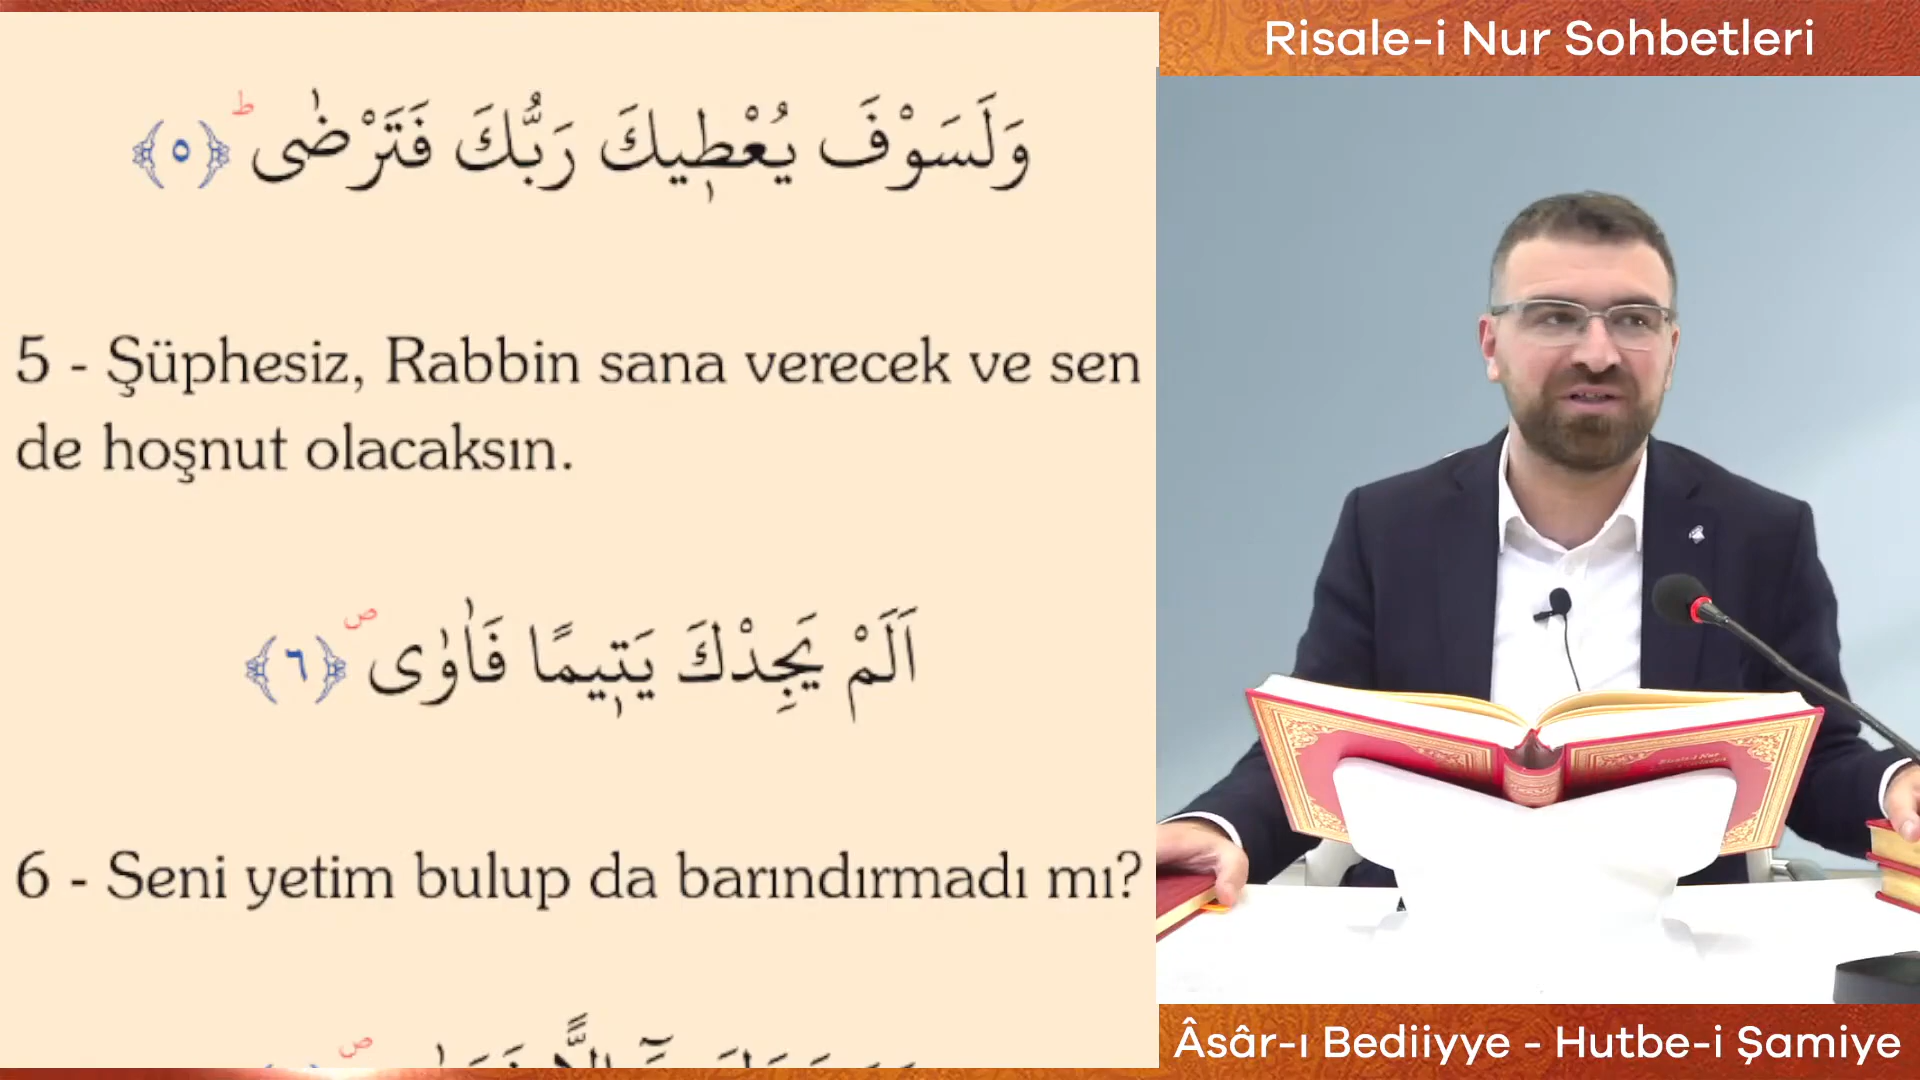 Risale-i Nur Sohbetleri
وَلَسَوْفَ يُعْطٖيكَ رَبُّكَ فَتَرْضٰىؕ ﴿٥﴾
5 - Şüphesiz, Rabbin sana verecek ve sen
de hoşnut olacaksın.
اَلَمْ يَجِدْكَ يَتٖيمًا فَاٰوٰىࣕ ﴿٦﴾
6 - Seni yetim bulup da barındırmadı mı?
Âsâr-ı Bediiyye - Hutbe-i Şamiye